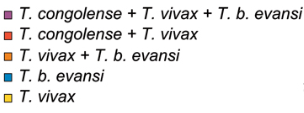 T. congolense + T. vivax + T. b. evansi
T. congolense + T. vivax
T. vivax + T. b. evansi
T. b. evansi
T. vivax